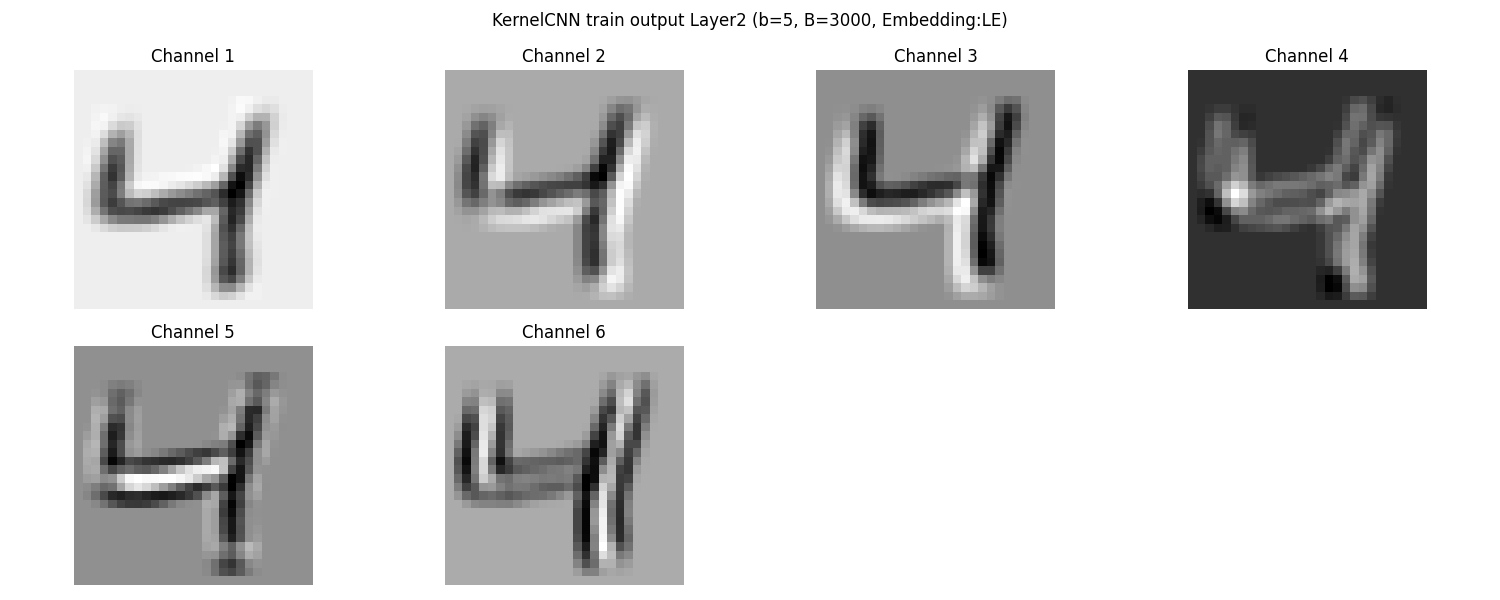 KernelCNN train output Layer2 (b=5, B=3000, Embedding:LE)
Channel 1
Channel 2
Channel 3
Channel 4
Channel 5
Channel 6